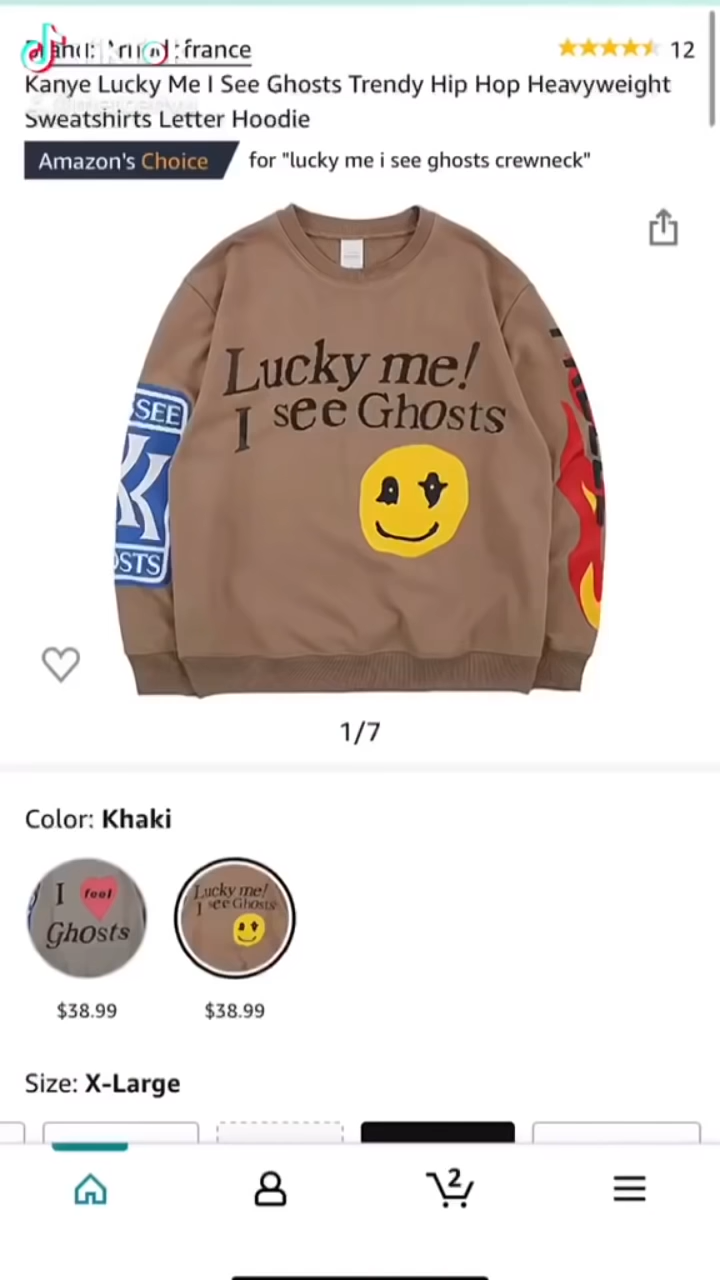 france
12
Kanye Lucky Me I See Ghosts Trendy Hip Hop Heavyweight
Sweatshirts Letter Hoodie
Amazon's Choice for "lucky me i see ghosts crewneck"
Lucky me!
I see Ghosts
SEE
OSTS
1/7
Color: Khaki
I feel
Ghosts
Lucky me!
I see Ghosts
$38.99
$38.99
Size: X-Large
2